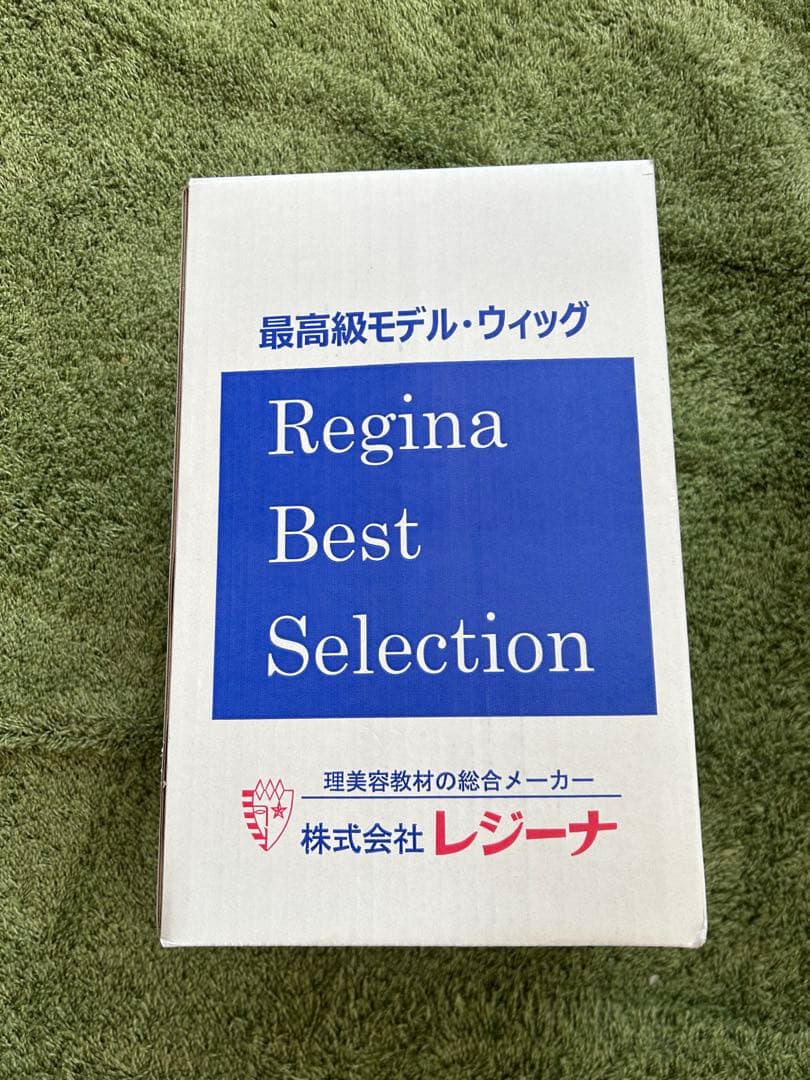 最高級モデル・ウィッグ
Regina
Best
Selection
理美容教材の総合メーカー
株式会社 レジーナ